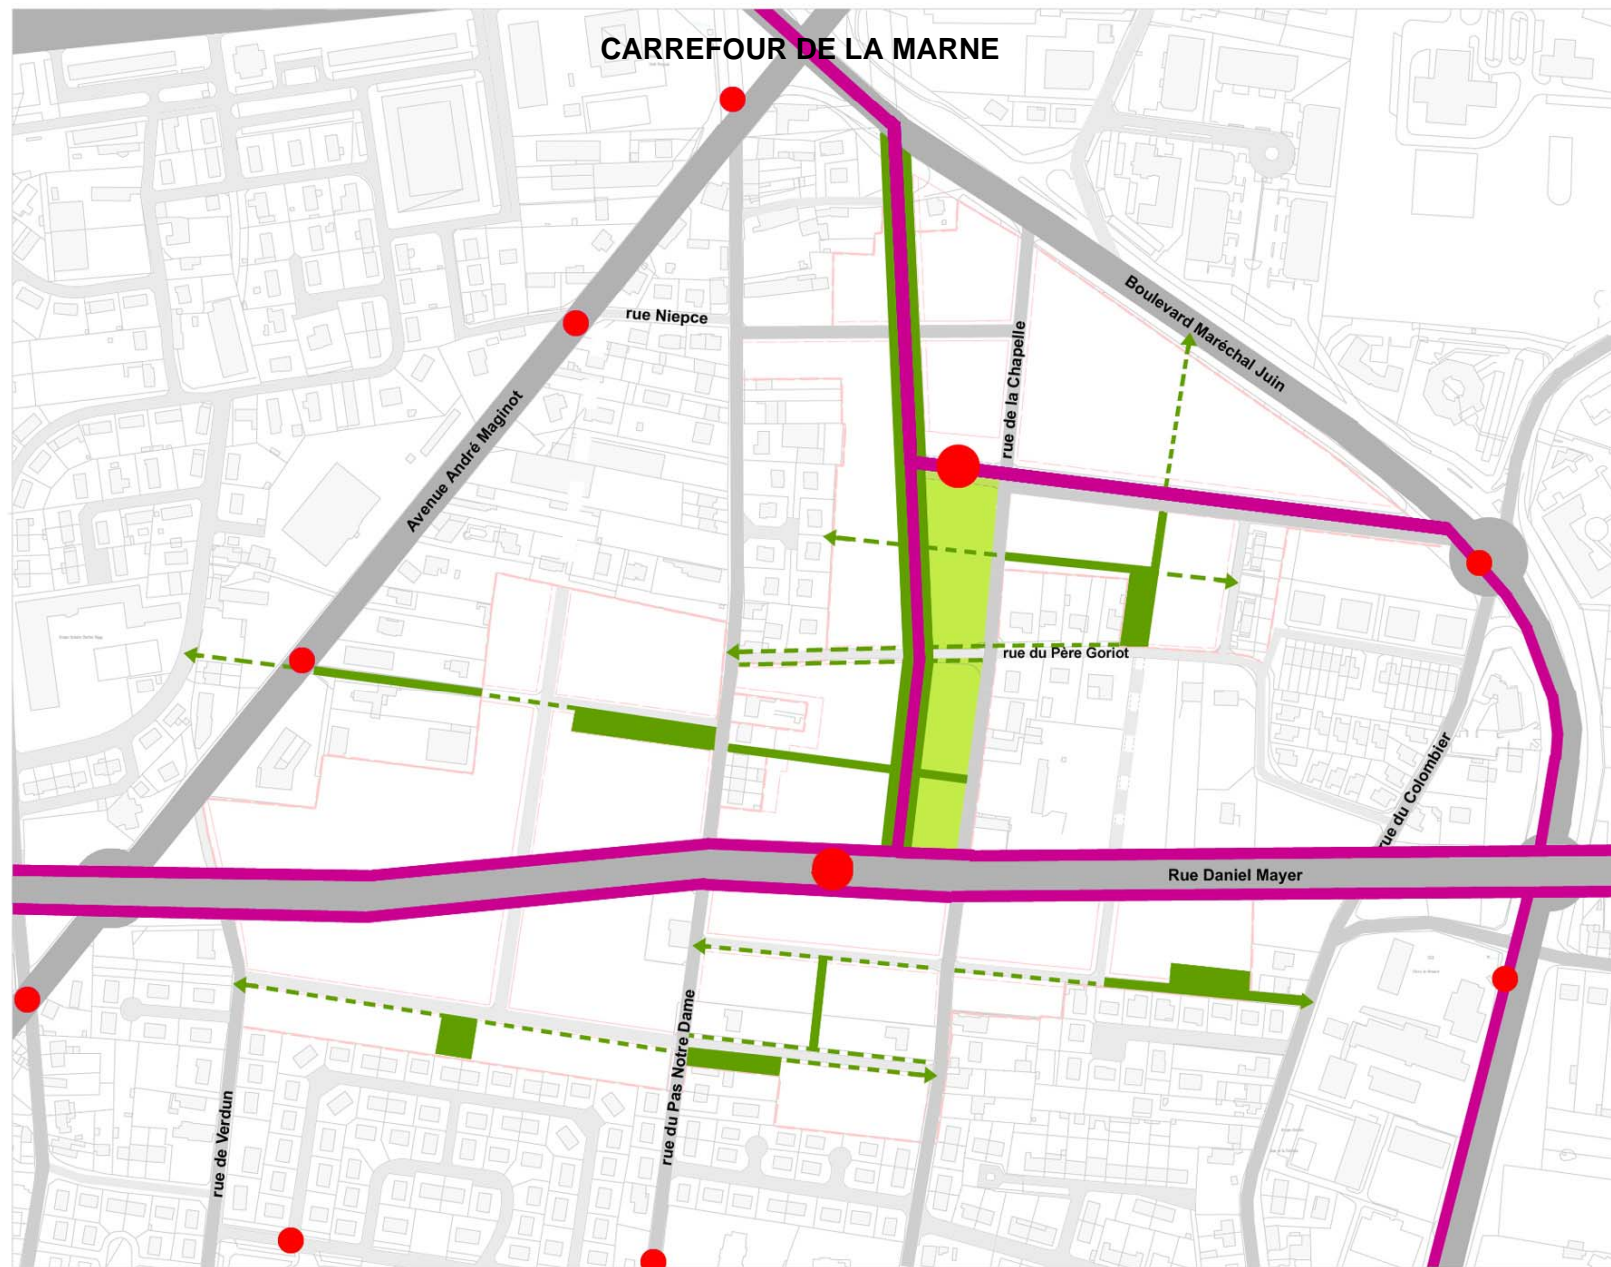 CARREFOUR DE LA MARNE
rue Niepce
Boulevard Maréchal Juin
rue de la Chapelle
Avenue André Maginot
rue du Père Goriot
rue du Colombier
Rue Daniel Mayer
rue du Pas Notre Dame
rue de Verdun